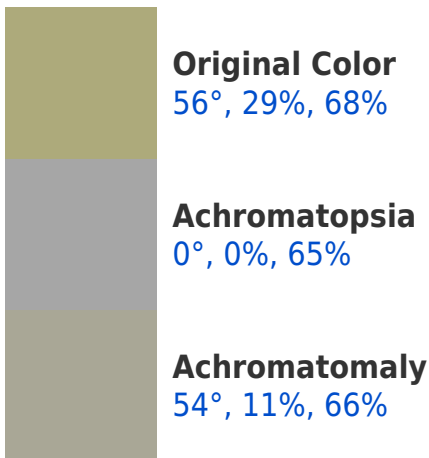 Original Color
56°, 29%, 68%
Achromatopsia
0°, 0%, 65%
Achromatomaly
54°, 11%, 66%